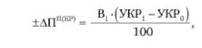 ±ΔП^П(БР) = B₁·(УКР₁ − УКР₀) / 100 ,